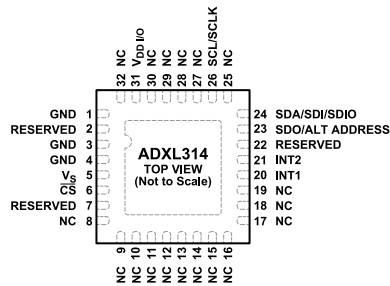 32 NC
31 VDD I/O
30 NC
29 NC
28 NC
27 NC
26 SCL/SCLK
25 NC
GND 1
RESERVED 2
GND 3
GND 4
VS 5
CS 6
RESERVED 7
NC 8
ADXL314
TOP VIEW
(Not to Scale)
24 SDA/SDI/SDIO
23 SDO/ALT ADDRESS
22 RESERVED
21 INT2
20 INT1
19 NC
18 NC
17 NC
NC 9
NC 10
NC 11
NC 12
NC 13
NC 14
NC 15
NC 16